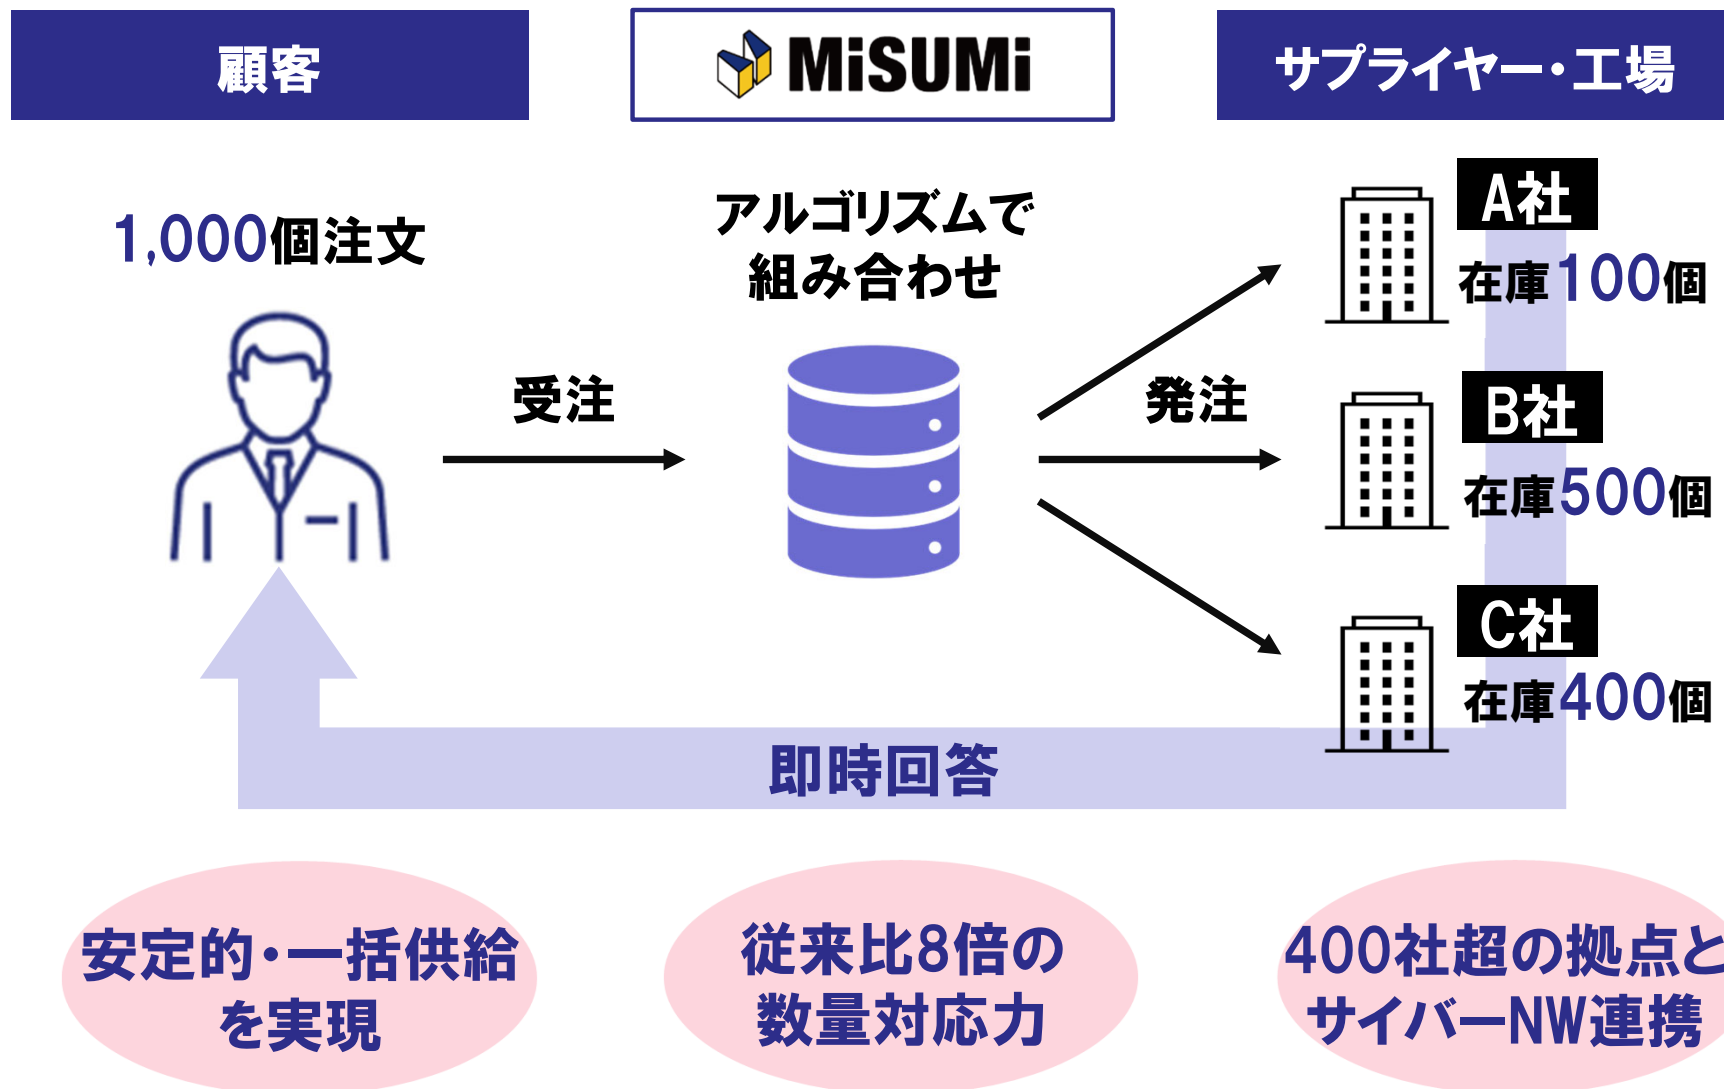 顧客
MiSUMi
サプライヤー・工場
1,000個注文
アルゴリズムで
組み合わせ
A社
在庫100個
受注
発注
B社
在庫500個
C社
在庫400個
即時回答
安定的・一括供給
を実現
従来比8倍の
数量対応力
400社超の拠点と
サイバーNW連携